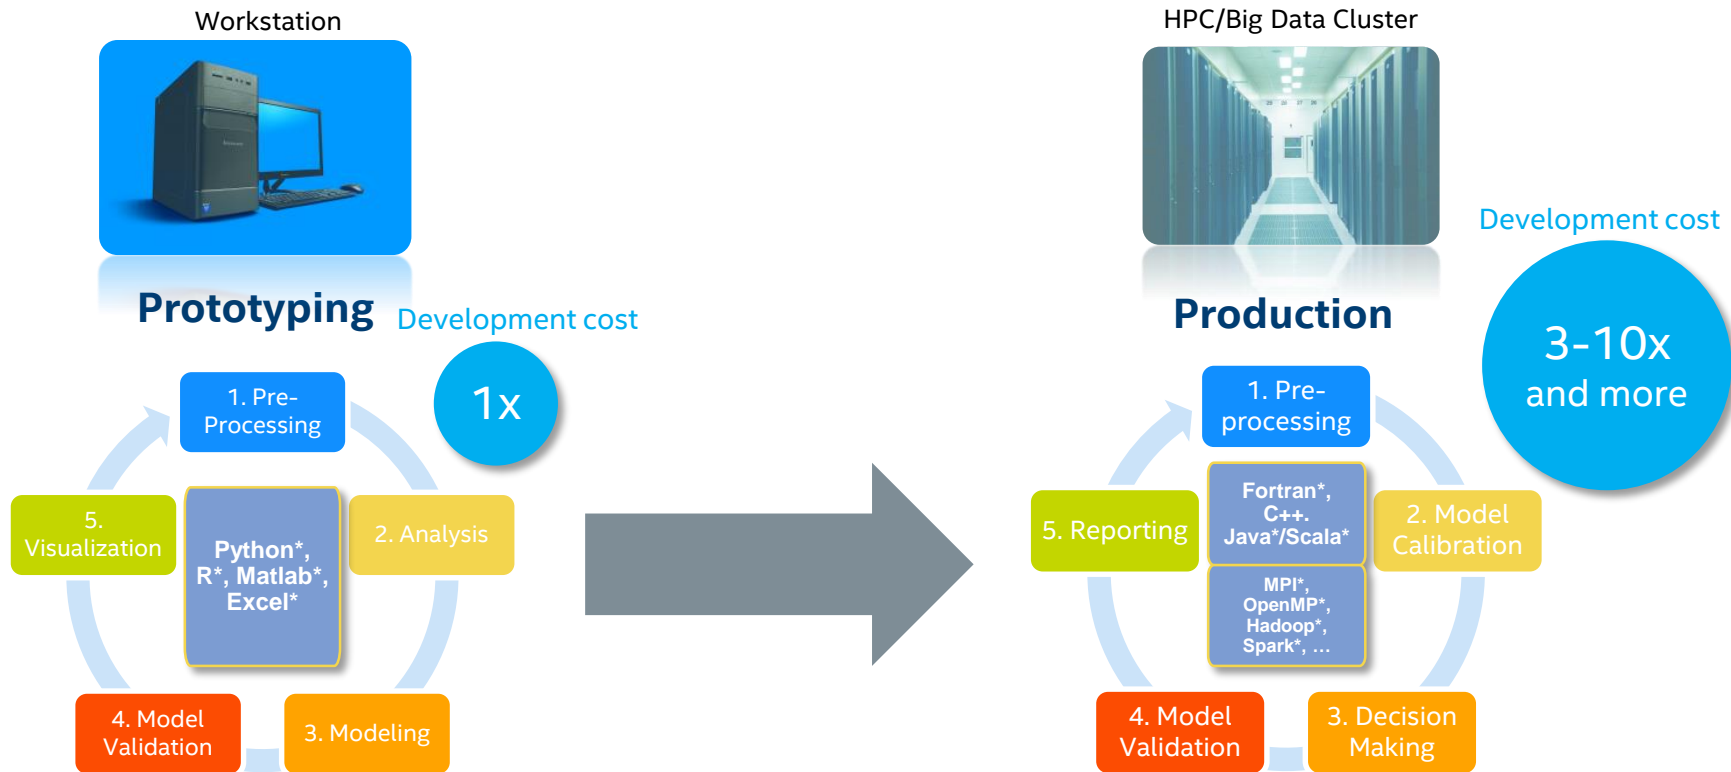 Workstation
HPC/Big Data Cluster
Prototyping
Development cost
1x
1. Pre-
Processing
2. Analysis
3. Modeling
4. Model
Validation
5.
Visualization
Python*,
R*, Matlab*,
Excel*
Production
Development cost
3-10x
and more
1. Pre-
processing
2. Model
Calibration
3. Decision
Making
4. Model
Validation
5. Reporting
Fortran*,
C++.
Java*/Scala*
MPI*,
OpenMP*,
Hadoop*,
Spark*, ...